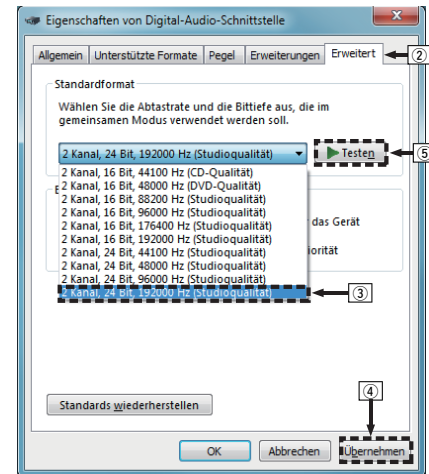 Eigenschaften von Digital-Audio-Schnittstelle
Allgemein Unterstützte Formate Pegel Erweiterungen Erweitert ②
Standardformat
Wählen Sie die Abtastrate und die Bittiefe aus, die im
gemeinsamen Modus verwendet werden soll.
2 Kanal, 24 Bit, 192000 Hz (Studioqualität) Testen ⑤
2 Kanal, 16 Bit, 44100 Hz (CD-Qualität)
2 Kanal, 16 Bit, 48000 Hz (DVD-Qualität)
2 Kanal, 16 Bit, 88200 Hz (Studioqualität)
2 Kanal, 16 Bit, 96000 Hz (Studioqualität)
2 Kanal, 16 Bit, 176400 Hz (Studioqualität) das Gerät
2 Kanal, 16 Bit, 192000 Hz (Studioqualität)
2 Kanal, 24 Bit, 44100 Hz (Studioqualität)
2 Kanal, 24 Bit, 48000 Hz (Studioqualität) iorität
2 Kanal, 24 Bit, 96000 Hz (Studioqualität)
2 Kanal, 24 Bit, 192000 Hz (Studioqualität) ③
Standards wiederherstellen
④
OK Abbrechen Übernehmen